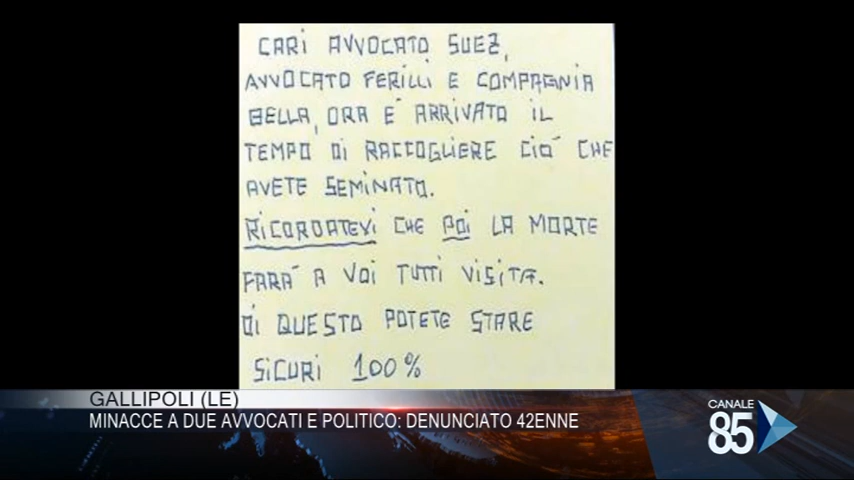 CARI AVVOCATO SUEZ,
AVVOCATO FERILLI E COMPAGNIA
BELLA, ORA E' ARRIVATO IL
TEMPO DI RACCOGLIERE CIO' CHE
AVETE SEMINATO.
RICORDATEVI CHE POI LA MORTE
FARA' A VOI TUTTI VISITA.
DI QUESTO POTETE STARE
SICURI 100%
GALLIPOLI (LE)
MINACCE A DUE AVVOCATI E POLITICO: DENUNCIATO 42ENNE
CANALE
85